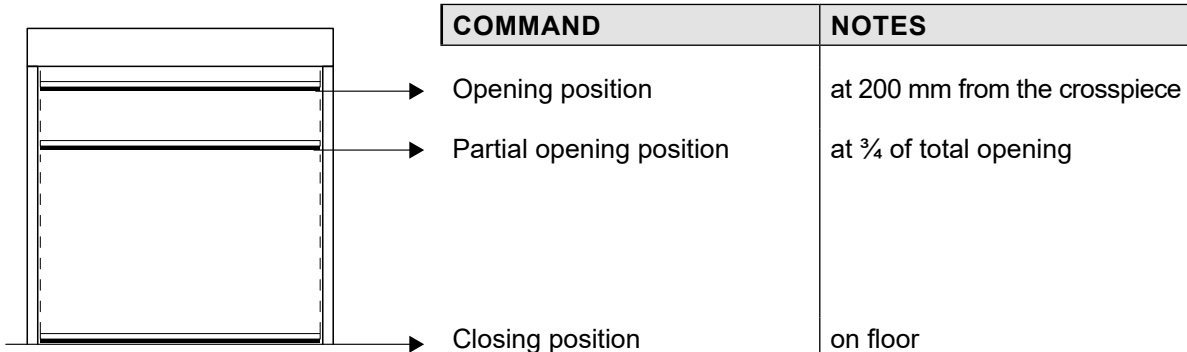 COMMAND NOTES
Opening position at 200 mm from the crosspiece
Partial opening position at ¾ of total opening
Closing position on floor